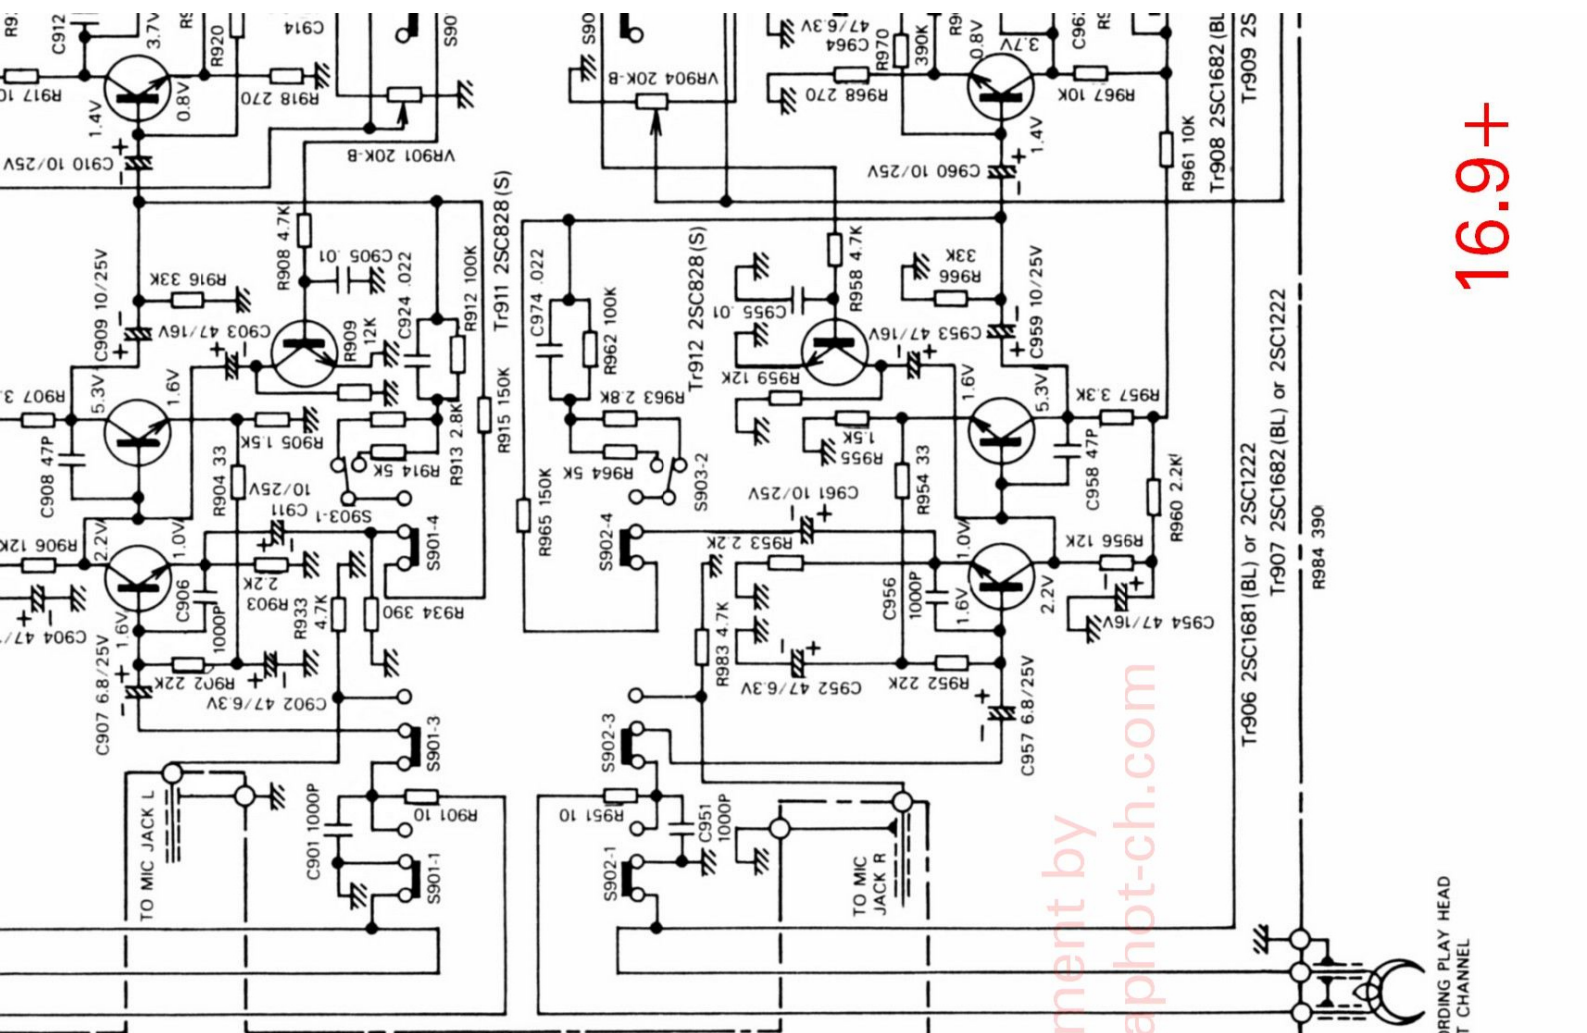 C912
3.7V
R920
C914
47/6.3V
C964
R970
390K
0.8V
3.7V
Tr908 2SC1682 (BL
Tr909 2S
R918 270
1.4V
0.8V
VR904 20K-B
R968 270
R967 10K
1.4V
R961 10K
16.9+
C910 10/25V
VR901 20K-B
C960 10/25V
R908 4.7K
C905 .01
R916 33K
C909 10/25V
C903 47/16V
R909
12K
C924 .022
R912 100K
Tr911 2SC828(S)
C974 .022
R962 100K
Tr912 2SC828(S)
C955 .01
R958 4.7K
33K
R966
C953 47/16V
C959 10/25V
R959 12K
5.3V
1.6V
R905 1.5K
R904 33
C908 47P
R914 5K
R913 2.8K
R915 150K
R963 2.8K
R964 5K
S903-2
1.5K
R955
R954 33
1.6V
5.3V
R957 3.3K
C958 47P
R960 2.2K
10/25V
C911
S903-1
R965 150K
C961 10/25V
R906 12K
2.2V
1.0V
S901-4
S902-4
R953 2.2K
1.0V
R956 12K
C906
1000P
2.2K
R903
R933
4.7K
R934 390
C956
1000P
1.6V
2.2V
C954 47/16V
R984 390
Tr906 2SC1681(BL) or 2SC1222
Tr907 2SC1682(BL) or 2SC1222
1.6V
C907 6.8/25V
R902 22K
C902 47/6.3V
R983 4.7K
C952 47/6.3V
R952 22K
C957 6.8/25V
S901-3
S902-3
TO MIC JACK L
C901 1000P
R901 10
R951 10
C951
1000P
S901-1
S902-1
TO MIC
JACK R
ment by
aphot-ch.com
ORDING PLAY HEAD
T CHANNEL